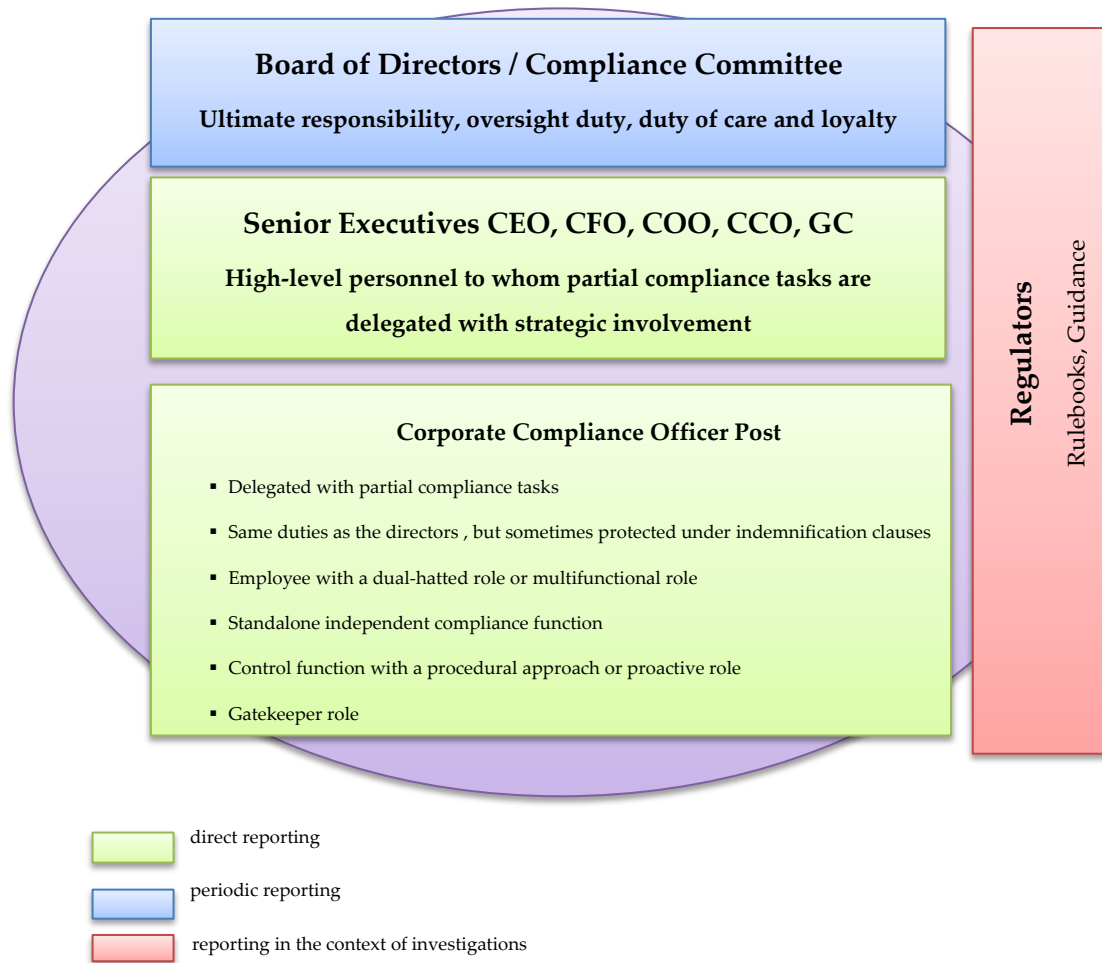 Board of Directors / Compliance Committee
Ultimate responsibility, oversight duty, duty of care and loyalty
Senior Executives CEO, CFO, COO, CCO, GC
High-level personnel to whom partial compliance tasks are
delegated with strategic involvement
Corporate Compliance Officer Post
▪ Delegated with partial compliance tasks
▪ Same duties as the directors , but sometimes protected under indemnification clauses
▪ Employee with a dual-hatted role or multifunctional role
▪ Standalone independent compliance function
▪ Control function with a procedural approach or proactive role
▪ Gatekeeper role
Regulators
Rulebooks, Guidance
direct reporting
periodic reporting
reporting in the context of investigations